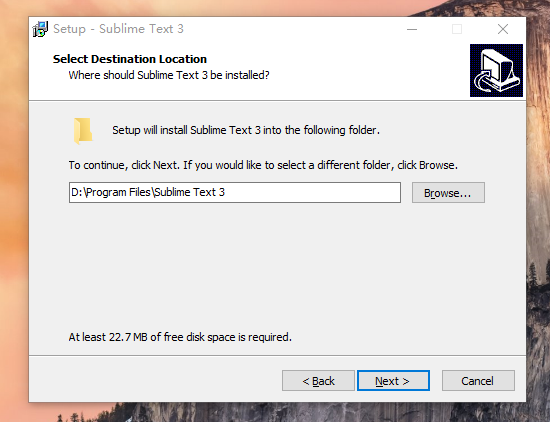 Setup - Sublime Text 3
Select Destination Location
Where should Sublime Text 3 be installed?
Setup will install Sublime Text 3 into the following folder.
To continue, click Next. If you would like to select a different folder, click Browse.
D:\Program Files\Sublime Text 3
Browse...
At least 22.7 MB of free disk space is required.
< Back
Next >
Cancel